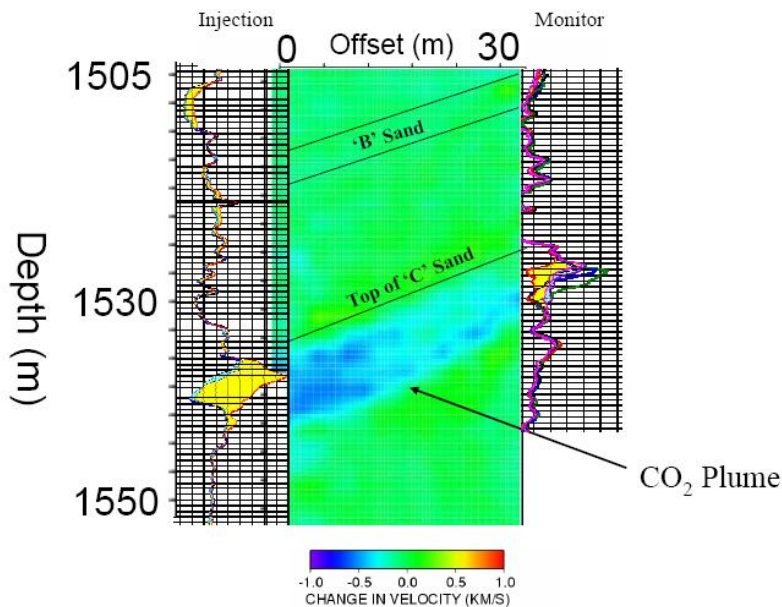 Injection
Monitor
0 Offset (m) 30
1505
'B' Sand
Top of 'C' Sand
1530
Depth (m)
1550
CO₂ Plume
-1.0 -0.5 0.0 0.5 1.0
CHANGE IN VELOCITY (KM/S)